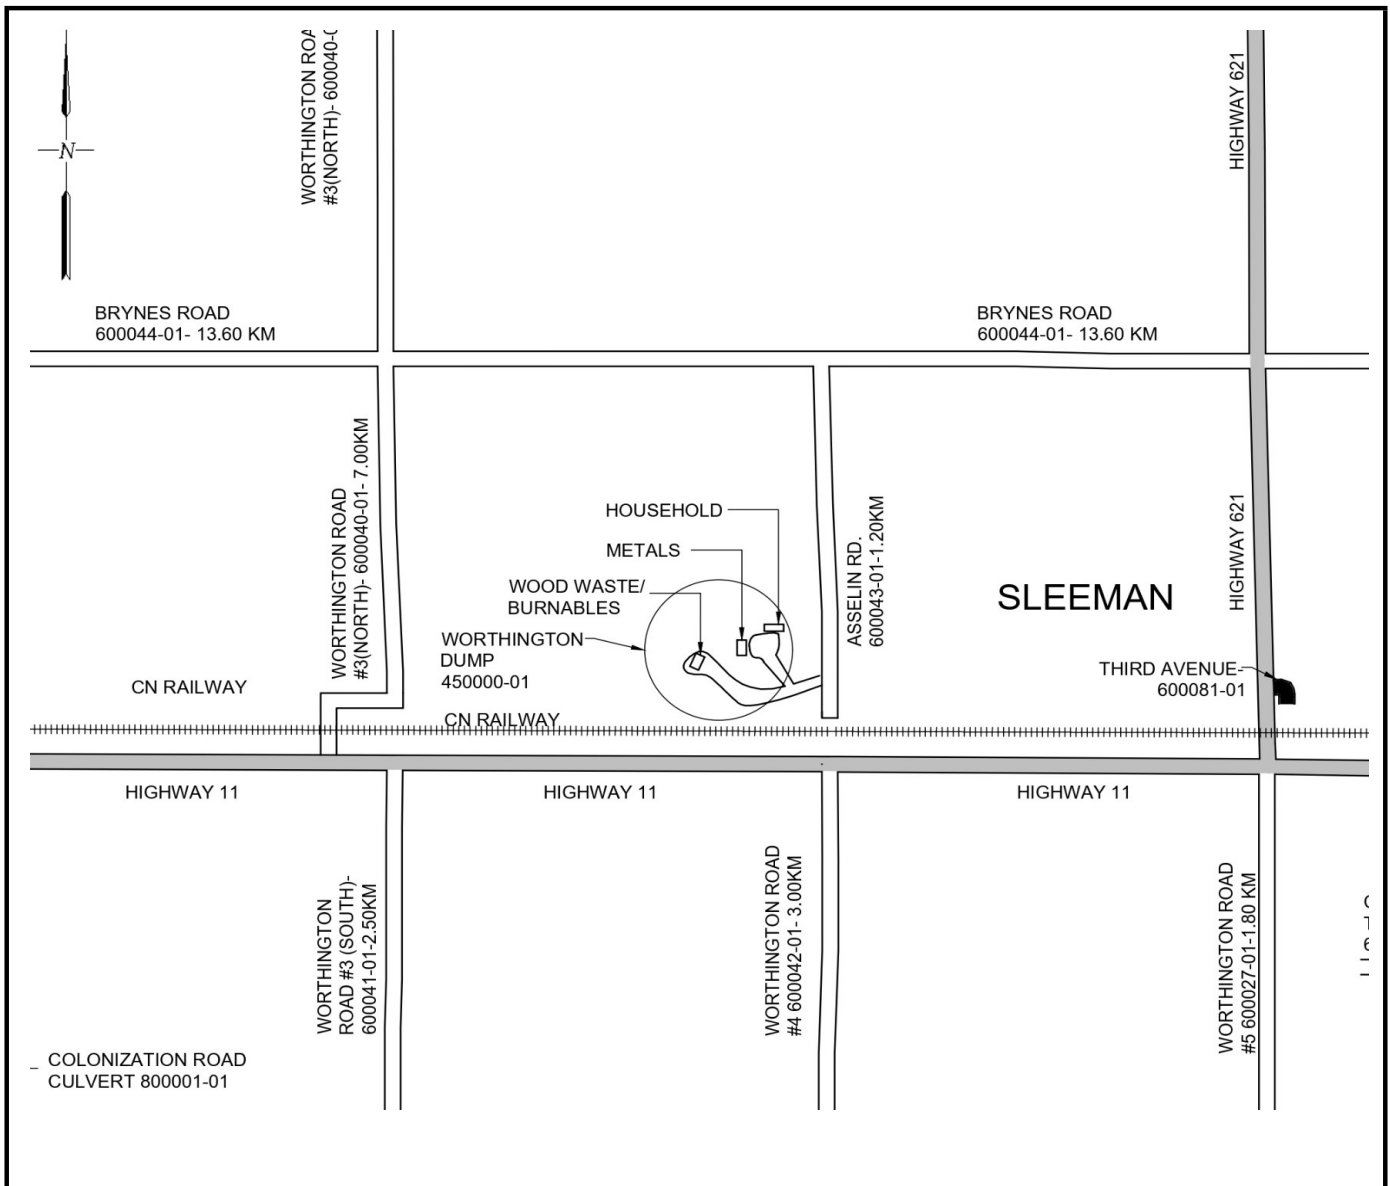 WORTHINGTON ROA
#3(NORTH)- 600040-0
HIGHWAY 621
N
BRYNES ROAD
600044-01- 13.60 KM
BRYNES ROAD
600044-01- 13.60 KM
WORTHINGTON ROAD
#3(NORTH)- 600040-01- 7.00KM
HOUSEHOLD
METALS
WOOD WASTE/
BURNABLES
WORTHINGTON
DUMP
450000-01
ASSELIN RD.
600043-01-1.20KM
SLEEMAN
HIGHWAY 621
THIRD AVENUE-
600081-01
CN RAILWAY
CN RAILWAY
HIGHWAY 11
HIGHWAY 11
HIGHWAY 11
WORTHINGTON
ROAD #3 (SOUTH)-
600041-01-2.50KM
WORTHINGTON ROAD
#4 600042-01- 3.00KM
WORTHINGTON ROAD
#5 600027-01-1.80 KM
COLONIZATION ROAD
CULVERT 800001-01